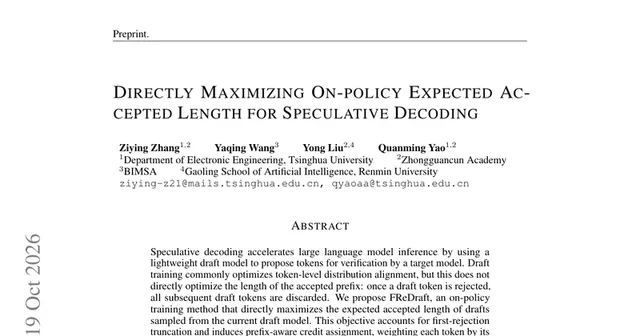 Preprint.
DIRECTLY MAXIMIZING ON-POLICY EXPECTED AC-
CEPTED LENGTH FOR SPECULATIVE DECODING
Ziying Zhang1,2 Yaqing Wang3 Yong Liu2,4 Quanming Yao1,2
1Department of Electronic Engineering, Tsinghua University 2Zhongguancun Academy
3BIMSA 4Gaoling School of Artificial Intelligence, Renmin University
ziying-z21@mails.tsinghua.edu.cn, qyaoaa@tsinghua.edu.cn
ABSTRACT
Speculative decoding accelerates large language model inference by using a
lightweight draft model to propose tokens for verification by a target model. Draft
training commonly optimizes token-level distribution alignment, but this does not
directly optimize the length of the accepted prefix: once a draft token is rejected,
all subsequent draft tokens are discarded. We propose FReDraft, an on-policy
training method that directly maximizes the expected accepted length of drafts
sampled from the current draft model. This objective accounts for first-rejection
truncation and induces prefix-aware credit assignment, weighting each token by its
19 Oct 2026